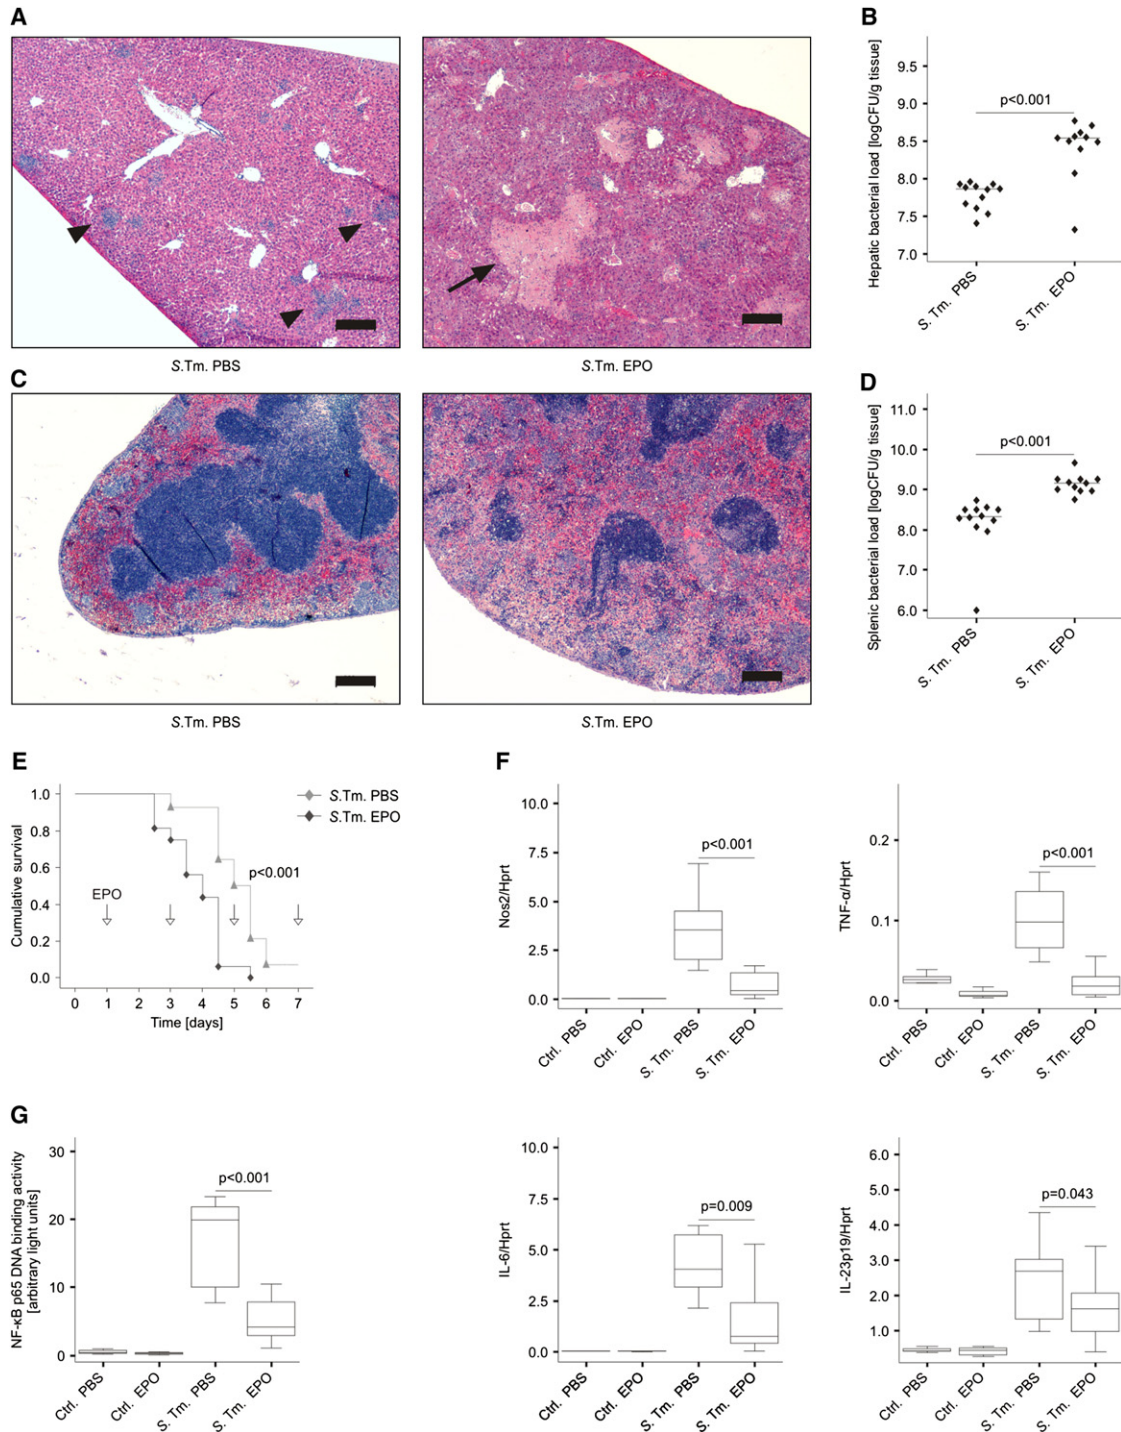 A
S.Tm. PBS
S.Tm. EPO
B
Hepatic bacterial load [logCFU/g tissue]
9.5
9.0
8.5
8.0
7.5
7.0
p<0.001
S. Tm. PBS
S. Tm. EPO
C
S.Tm. PBS
S.Tm. EPO
D
Splenic bacterial load [logCFU/g tissue]
11.0
10.0
9.0
8.0
7.0
6.0
p<0.001
S. Tm. PBS
S. Tm. EPO
E
Cumulative survival
1.0
0.8
0.6
0.4
0.2
0.0
S.Tm. PBS
S.Tm. EPO
p<0.001
EPO
0 1 2 3 4 5 6 7
Time [days]
F
Nos2/Hprt
10.0
7.5
5.0
2.5
0.0
p<0.001
Ctrl. PBS
Ctrl. EPO
S. Tm. PBS
S. Tm. EPO
TNF-α/Hprt
0.2
0.1
0.0
p<0.001
Ctrl. PBS
Ctrl. EPO
S. Tm. PBS
S. Tm. EPO
G
NF-κB p65 DNA binding activity
[arbitrary light units]
30
20
10
0
p<0.001
Ctrl. PBS
Ctrl. EPO
S. Tm. PBS
S. Tm. EPO
IL-6/Hprt
10.0
7.5
5.0
2.5
0.0
p=0.009
Ctrl. PBS
Ctrl. EPO
S. Tm. PBS
S. Tm. EPO
IL-23p19/Hprt
6.0
5.0
4.0
3.0
2.0
1.0
p=0.043
Ctrl. PBS
Ctrl. EPO
S. Tm. PBS
S. Tm. EPO